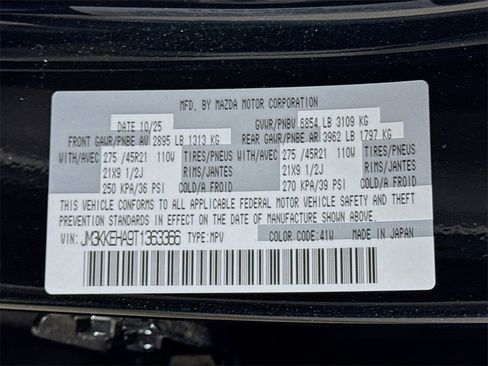 MFD. BY MAZDA MOTOR CORPORATION
DATE 10/25 GVWR/PNBV 6854 LB 3109 KG
FRONT GAWR/PNBE AV 2895 LB 1313 KG REAR GAWR/PNBE AR 3962 LB 1797 KG
WITH/AVEC 275 /45R21 110W TIRES/PNEUS WITH/AVEC 275 /45R21 110W TIRES/PNEUS
21X9 1/2J RIMS/JANTES 21X9 1/2J RIMS/JANTES
250 KPA/36 PSI COLD/A FROID 270 KPA/39 PSI COLD/A FROID
THIS VEHICLE CONFORMS TO ALL APPLICABLE FEDERAL MOTOR VEHICLE SAFETY AND THEFT
PREVENTION STANDARDS IN EFFECT ON THE DATE OF MANUFACTURE SHOWN ABOVE.
VIN: JM3KKEHA9T1363366 TYPE:MPV COLOR CODE:41W MADE IN JAPAN